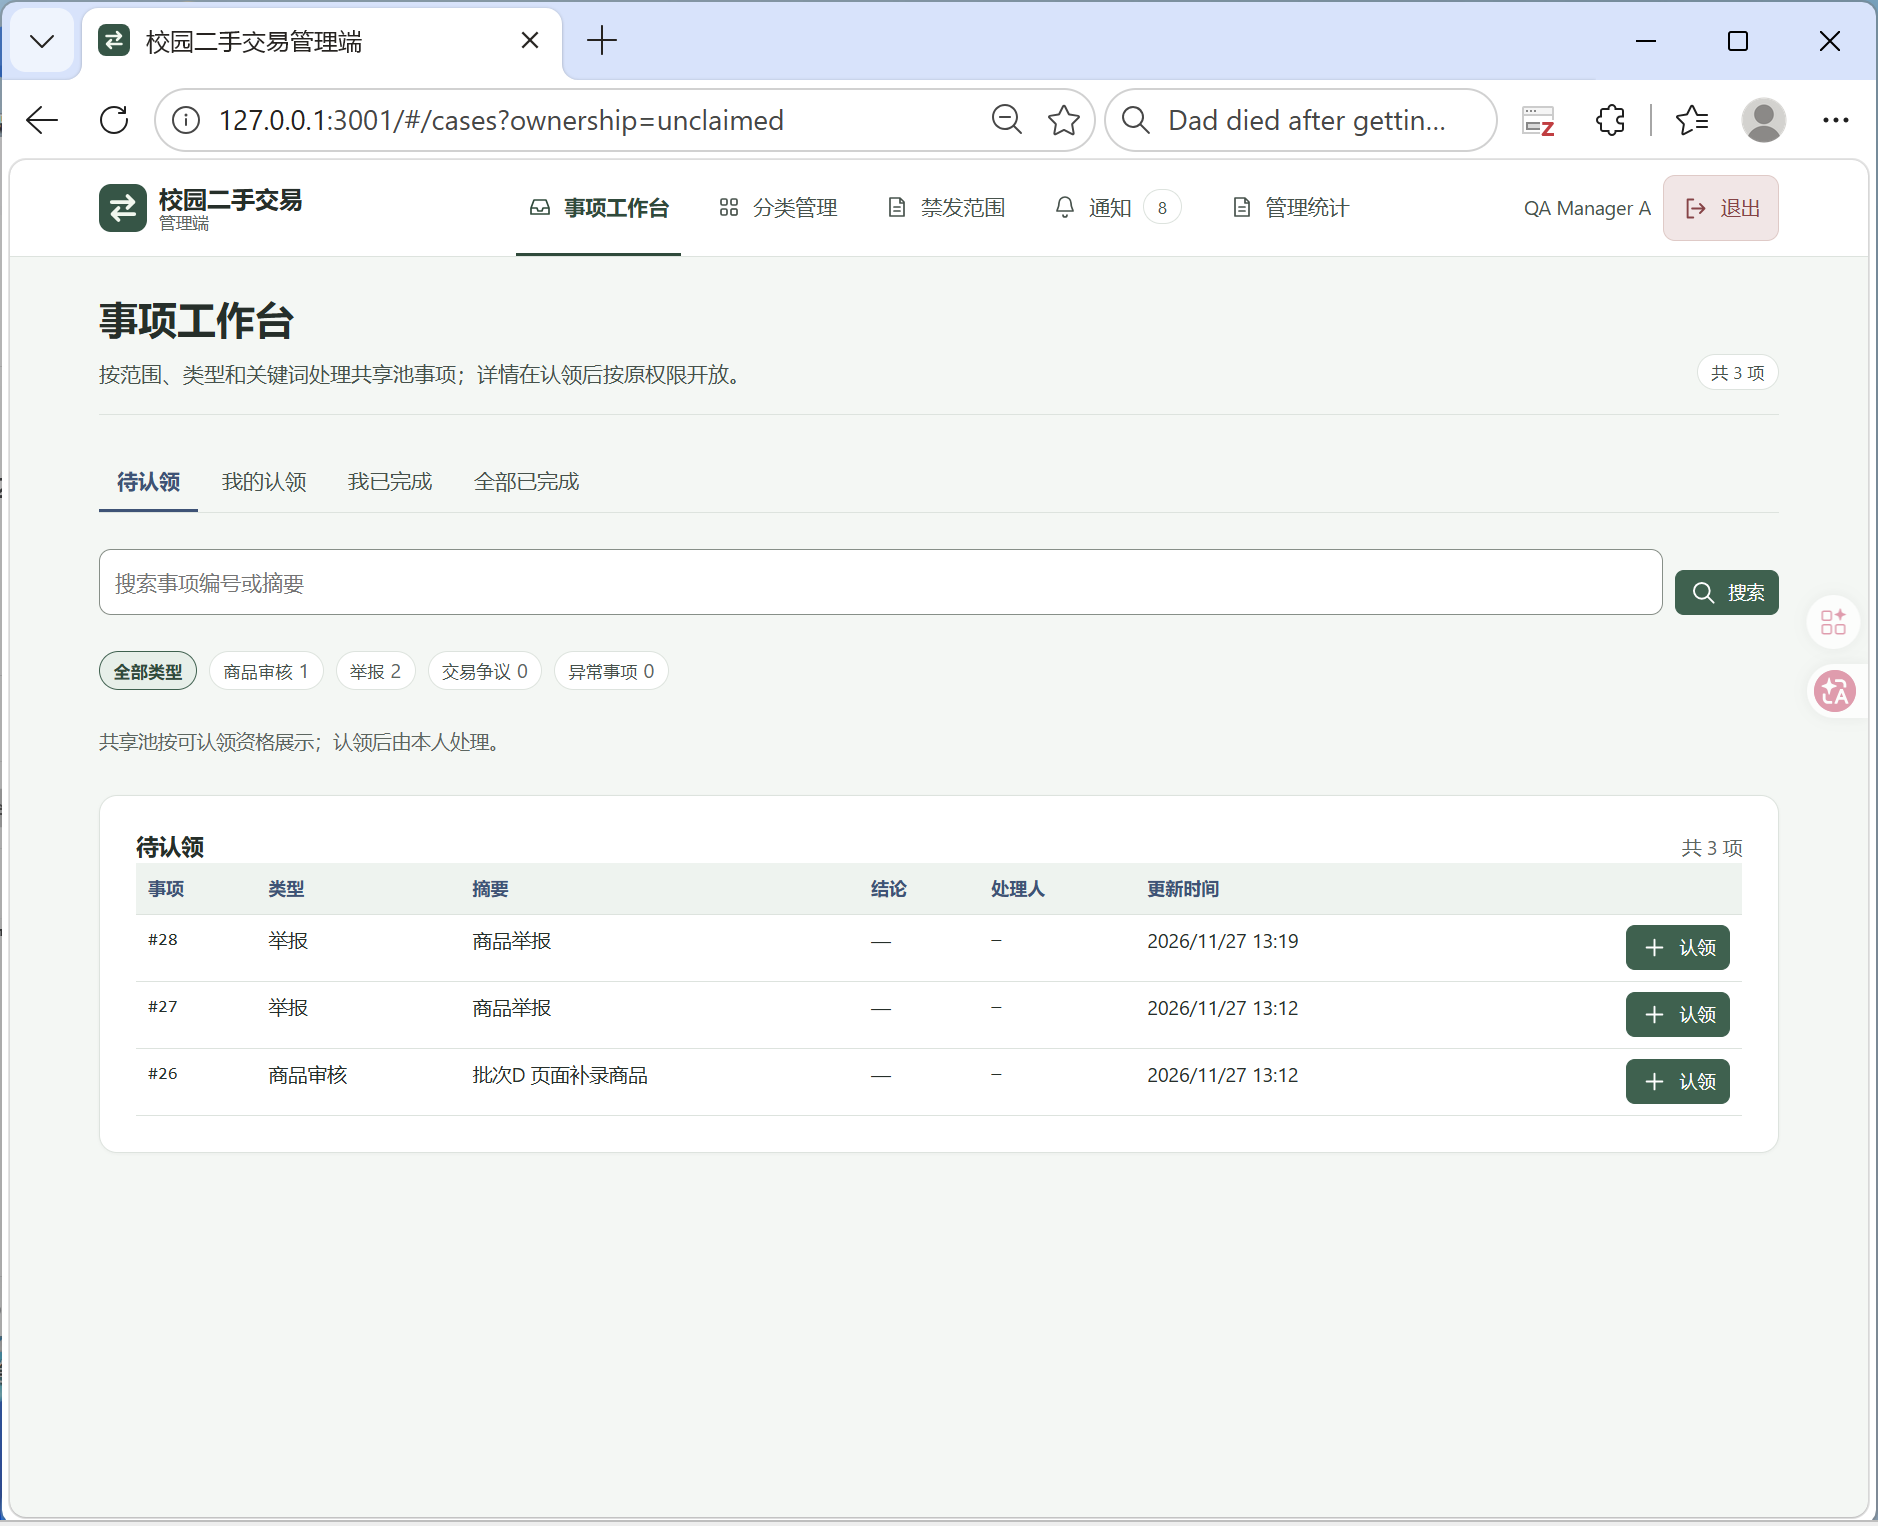 校园二手交易管理端
127.0.0.1:3001/#/cases?ownership=unclaimed
Dad died after gettin...
校园二手交易
管理端
事项工作台
分类管理
禁发范围
通知 8
管理统计
QA Manager A
退出
事项工作台
按范围、类型和关键词处理共享池事项；详情在认领后按原权限开放。
共 3 项
待认领 我的认领 我已完成 全部已完成
搜索事项编号或摘要
搜索
全部类型 商品审核 1 举报 2 交易争议 0 异常事项 0
共享池按可认领资格展示；认领后由本人处理。
待认领
共 3 项
事项 类型 摘要 结论 处理人 更新时间
#28 举报 商品举报 — – 2026/11/27 13:19 认领
#27 举报 商品举报 — – 2026/11/27 13:12 认领
#26 商品审核 批次D 页面补录商品 — – 2026/11/27 13:12 认领